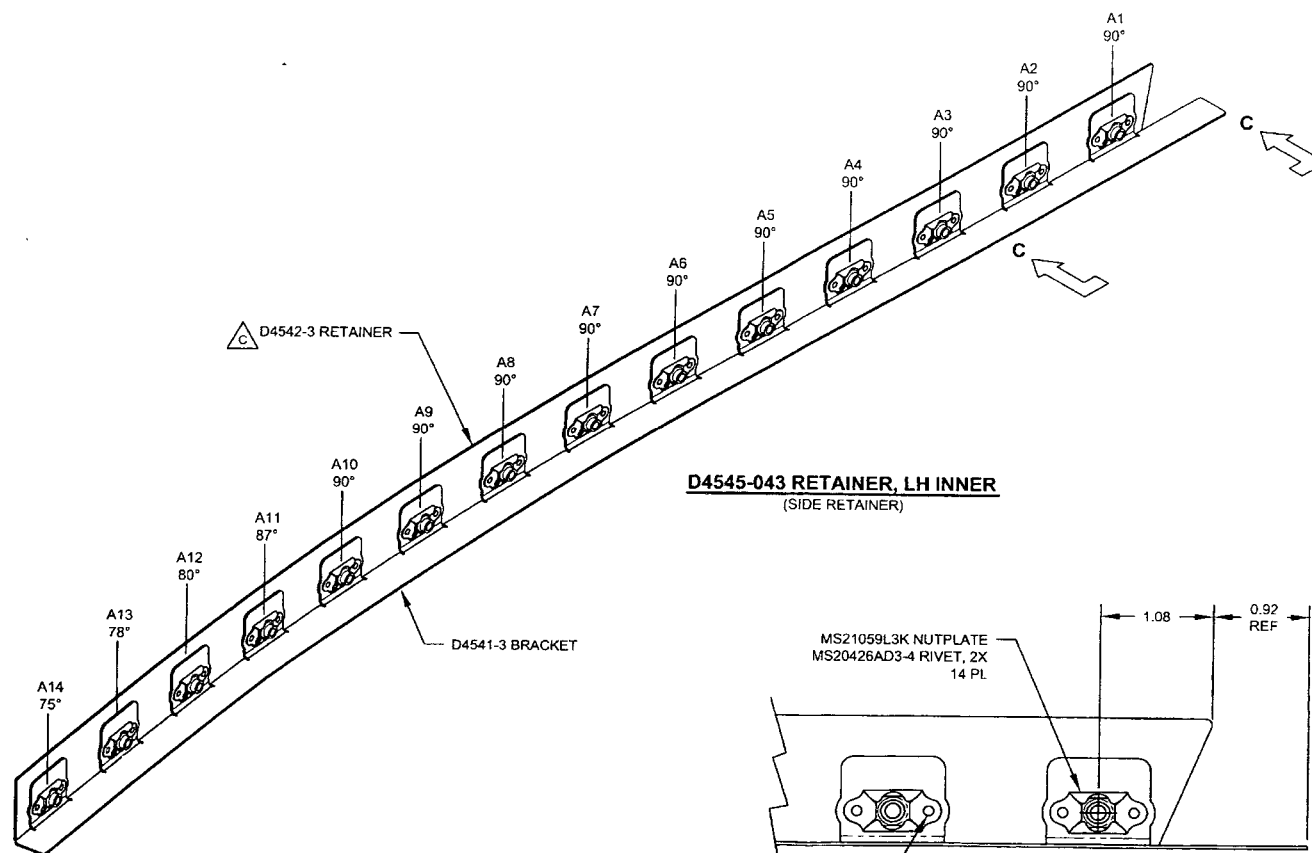 A1
90°
A2
90°
A3
90°
A4
90°
A5
90°
A6
90°
A7
90°
A8
90°
A9
90°
A10
90°
A11
87°
A12
80°
A13
78°
A14
75°
C
C
C
D4542-3 RETAINER
D4541-3 BRACKET
D4545-043 RETAINER, LH INNER
(SIDE RETAINER)
MS21059L3K NUTPLATE
MS20426AD3-4 RIVET, 2X
14 PL
1.08
0.92
REF